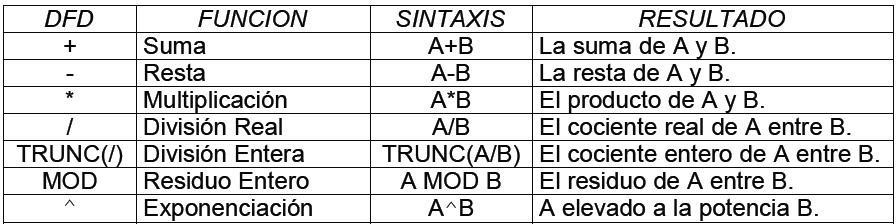 DFD FUNCION SINTAXIS RESULTADO
+ Suma A+B La suma de A y B.
- Resta A-B La resta de A y B.
* Multiplicación A*B El producto de A y B.
/ División Real A/B El cociente real de A entre B.
TRUNC(/) División Entera TRUNC(A/B) El cociente entero de A entre B.
MOD Residuo Entero A MOD B El residuo de A entre B.
^ Exponenciación A^B A elevado a la potencia B.